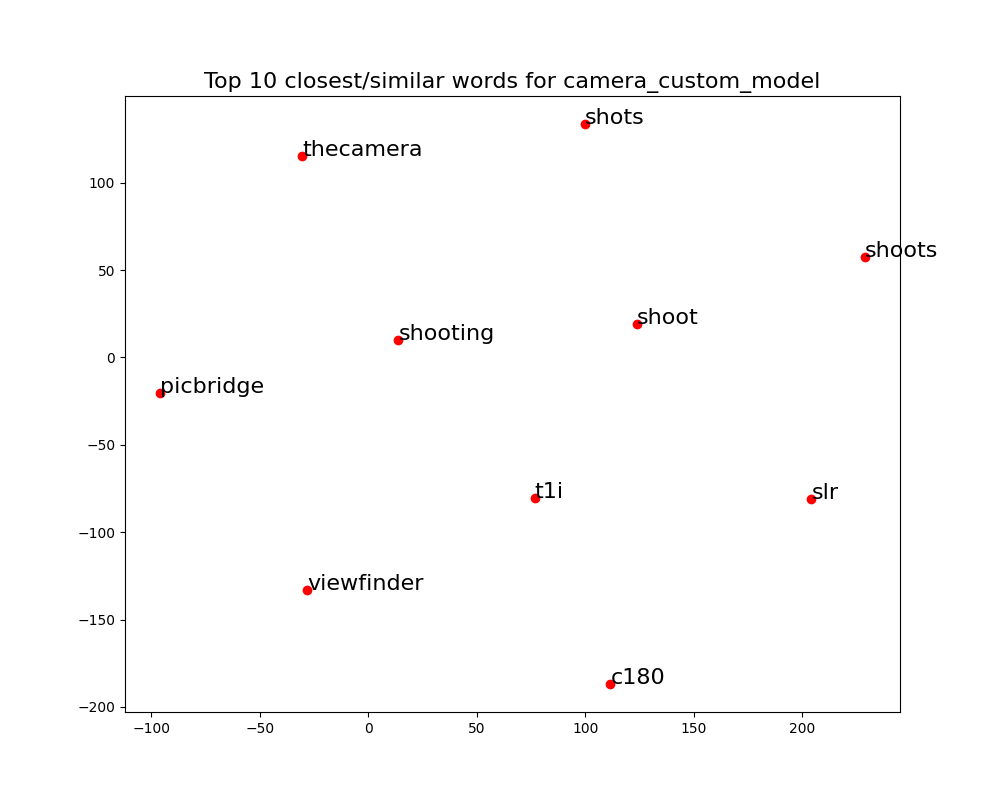 Top 10 closest/similar words for camera_custom_model
shots
thecamera
100
shoots
50
shoot
shooting
0
picbridge
−50
t1i
slr
−100
viewfinder
−150
c180
−200
−100 −50 0 50 100 150 200